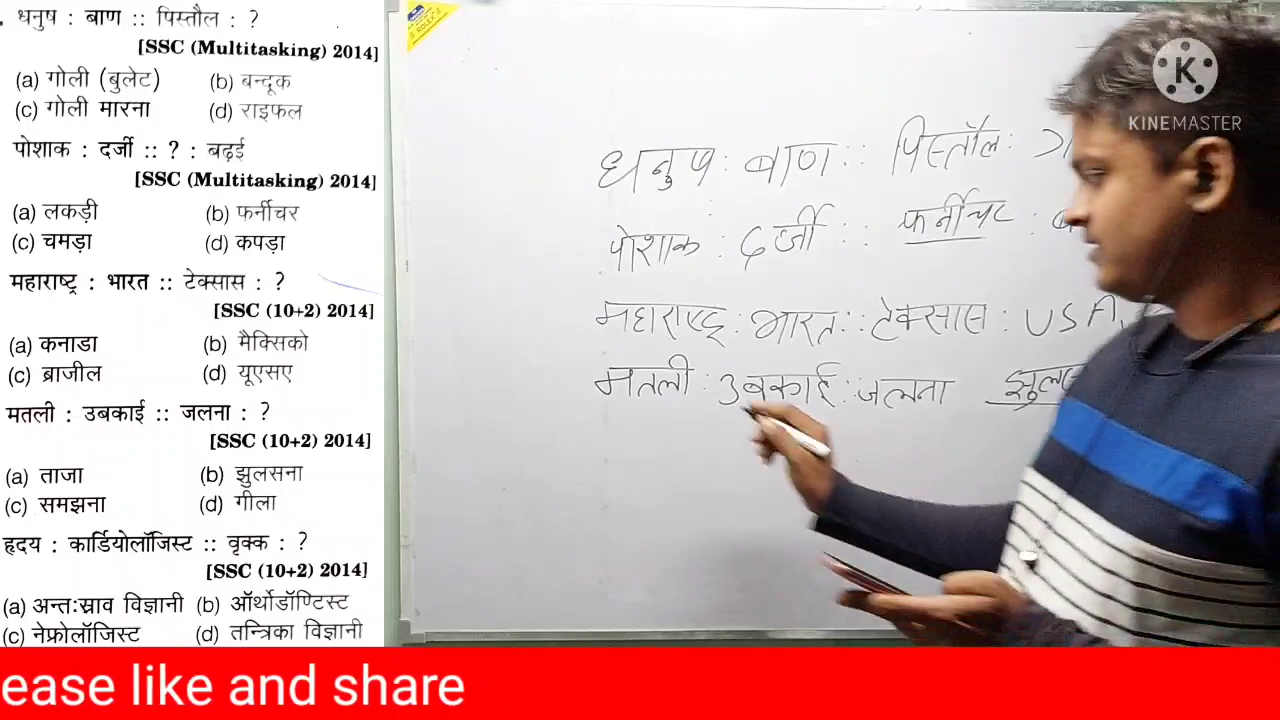 धनुष : बाण :: पिस्तौल : ?
[SSC (Multitasking) 2014]
(a) गोली (बुलेट) (b) बन्दूक
(c) गोली मारना (d) राइफल
पोशाक : दर्जी :: ? : बढ़ई
[SSC (Multitasking) 2014]
(a) लकड़ी (b) फर्नीचर
(c) चमड़ा (d) कपड़ा
महाराष्ट्र : भारत :: टेक्सास : ?
[SSC (10+2) 2014]
(a) कनाडा (b) मैक्सिको
(c) ब्राजील (d) यूएसए
मतली : उबकाई :: जलना : ?
[SSC (10+2) 2014]
(a) ताजा (b) झुलसना
(c) समझना (d) गीला
हृदय : कार्डियोलॉजिस्ट :: वृक्क : ?
[SSC (10+2) 2014]
(a) अन्तःस्राव विज्ञानी (b) ऑर्थोडॉण्टिस्ट
(c) नेफ्रोलॉजिस्ट (d) तन्त्रिका विज्ञानी
धनुष : बाण :: पिस्तौल :
पोशाक : दर्जी :: फर्नीचर :
महाराष्ट्र : भारत :: टेक्सास : USA
मतली : उबकाई :: जलना
KINEMASTER
ease like and share